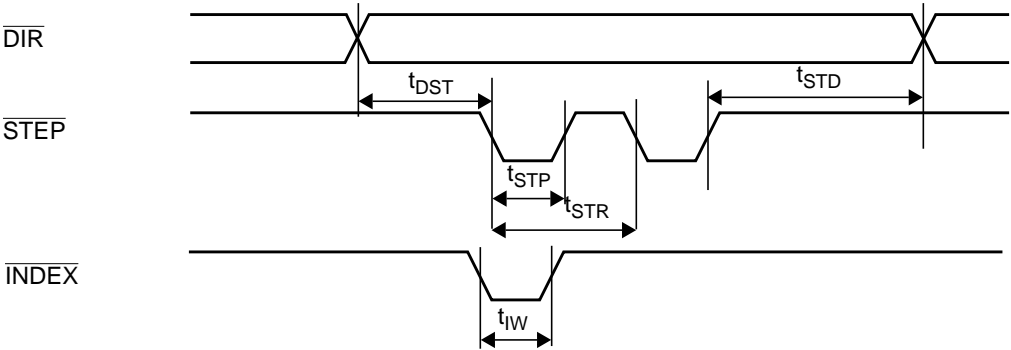 DIR
tDST
tSTD
STEP
tSTP
tSTR
INDEX
tIW